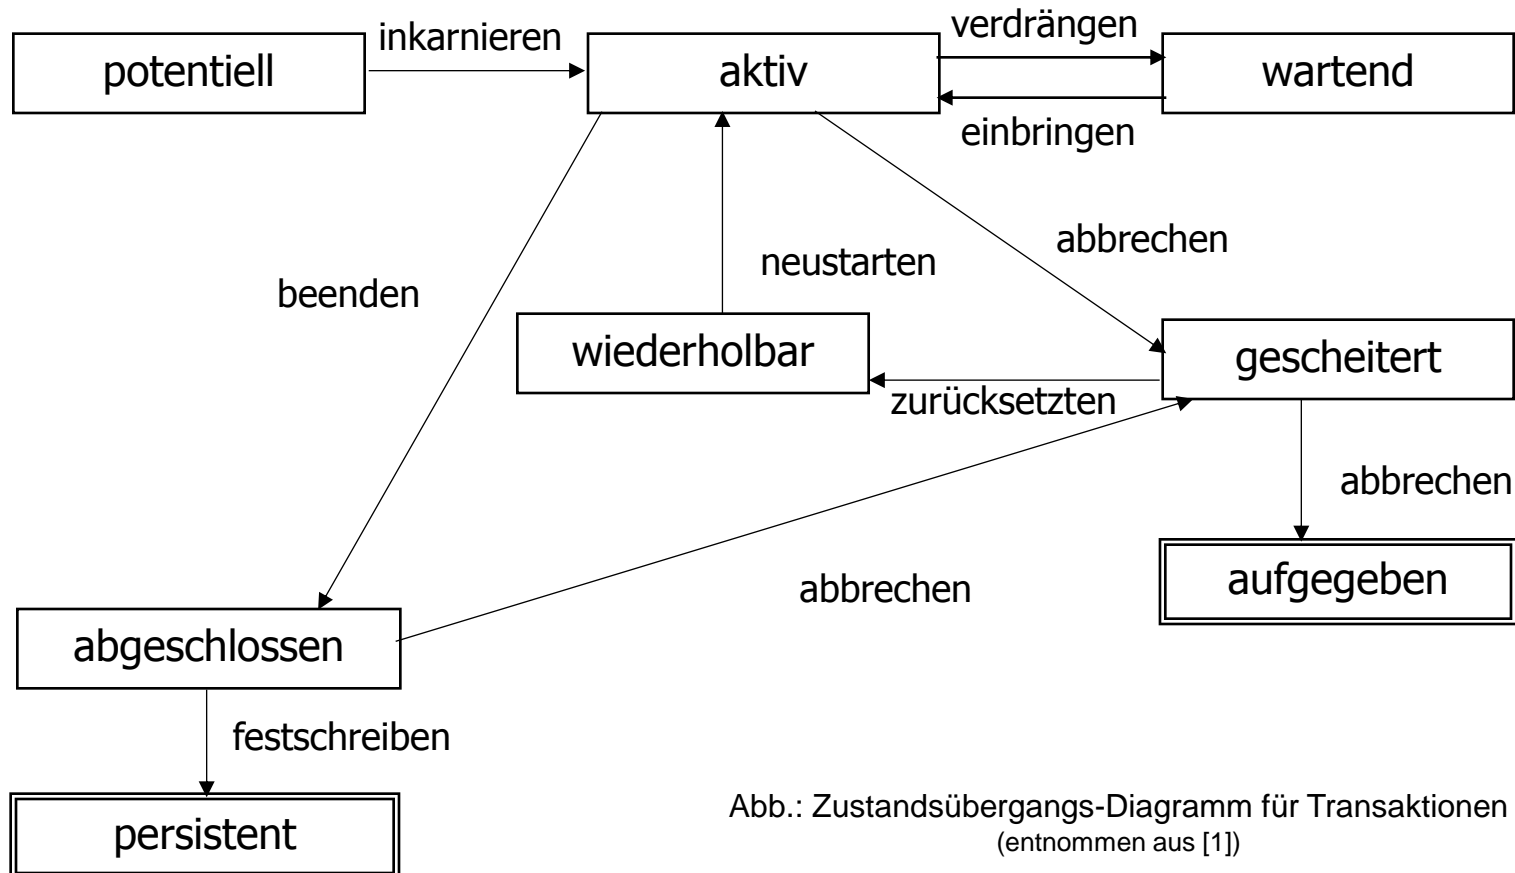 verdrängen
inkarnieren
potentiell
aktiv
wartend
einbringen
abbrechen
neustarten
beenden
wiederholbar
gescheitert
zurücksetzten
abbrechen
aufgegeben
abbrechen
abgeschlossen
festschreiben
Abb.: Zustandsübergangs-Diagramm für Transaktionen
(entnommen aus [1])
persistent